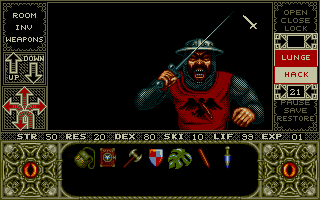 ROOM
INV
WEAPONS
UP
DOWN
OPEN
CLOSE
LOCK
LUNGE
HACK
21
PAUSE
SAVE
RESTORE
STR 50 RES 20 DEX 80 SKI 10 LIF 99 EXP 01